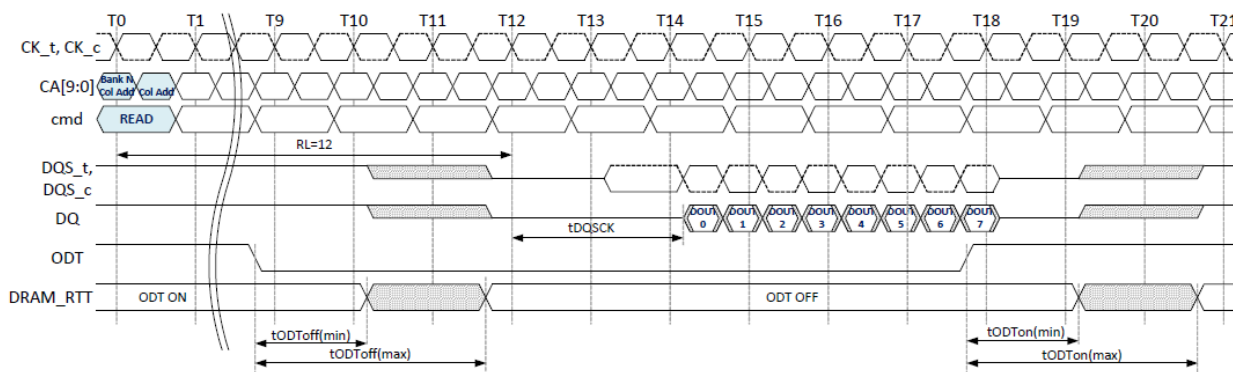 T0 T1 T9 T10 T11 T12 T13 T14 T15 T16 T17 T18 T19 T20 T21
CK_t, CK_c
CA[9:0] Bank N Col Add Col Add
cmd READ
RL=12
DQS_t,
DQS_c
DQ DOUT 0 DOUT 1 DOUT 2 DOUT 3 DOUT 4 DOUT 5 DOUT 6 DOUT 7
tDQSCK
ODT
DRAM_RTT ODT ON ODT OFF
tODToff(min) tODTon(min)
tODToff(max) tODTon(max)